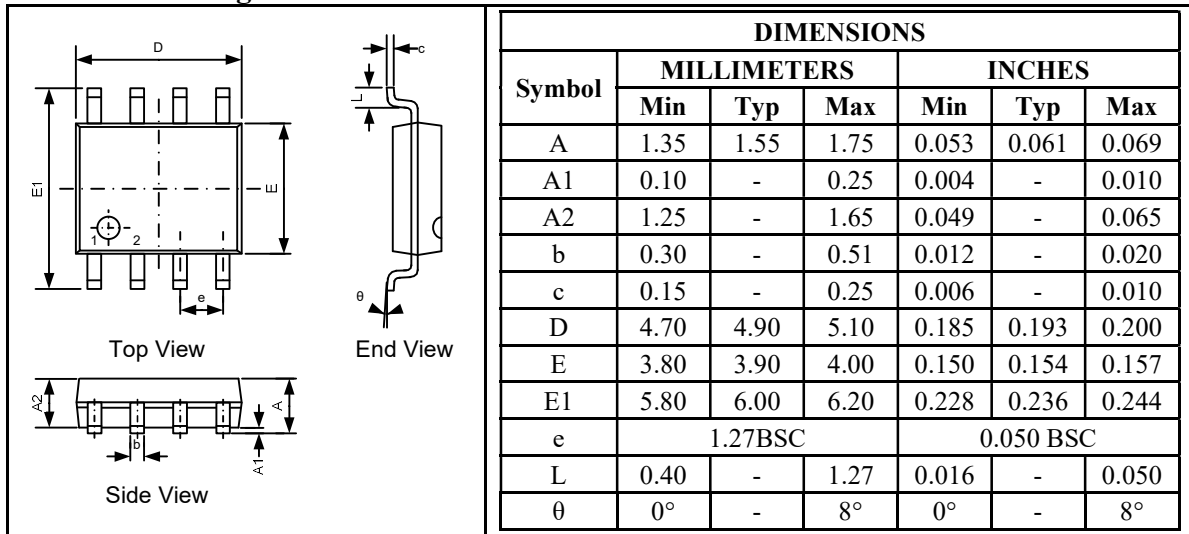 D
c
L
E1
E
1 2
e
θ
Top View
End View
A2
A
b
A1
Side View
DIMENSIONS
Symbol MILLIMETERS INCHES
Min Typ Max Min Typ Max
A 1.35 1.55 1.75 0.053 0.061 0.069
A1 0.10 - 0.25 0.004 - 0.010
A2 1.25 - 1.65 0.049 - 0.065
b 0.30 - 0.51 0.012 - 0.020
c 0.15 - 0.25 0.006 - 0.010
D 4.70 4.90 5.10 0.185 0.193 0.200
E 3.80 3.90 4.00 0.150 0.154 0.157
E1 5.80 6.00 6.20 0.228 0.236 0.244
e 1.27BSC 0.050 BSC
L 0.40 - 1.27 0.016 - 0.050
θ 0° - 8° 0° - 8°